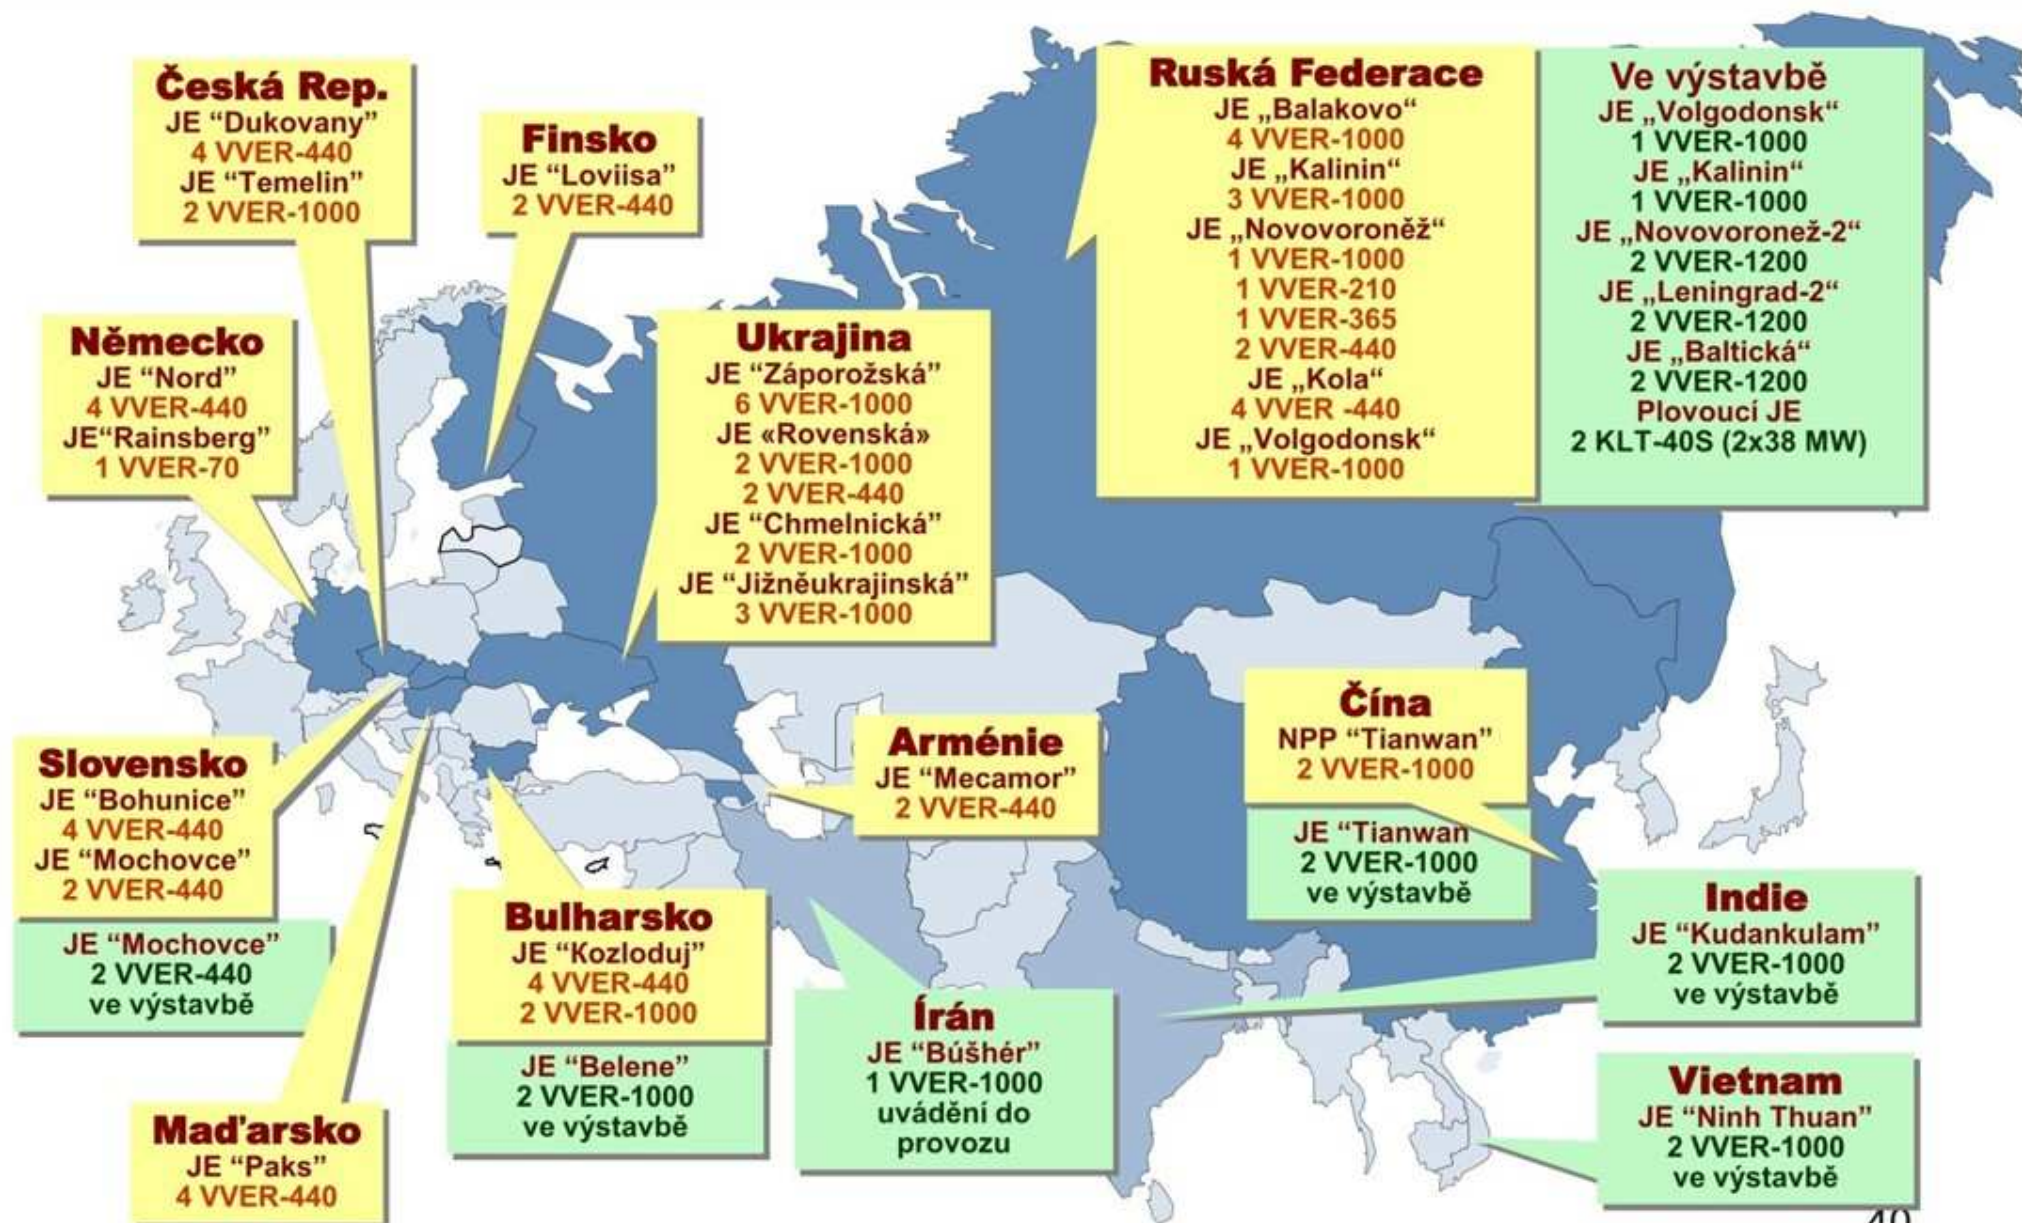 Česká Rep.
JE “Dukovany”
4 VVER-440
JE “Temelin”
2 VVER-1000
Finsko
JE “Loviisa”
2 VVER-440
Ruská Federace
JE „Balakovo“
4 VVER-1000
JE „Kalinin“
3 VVER-1000
JE „Novovoroněž“
1 VVER-1000
1 VVER-210
1 VVER-365
2 VVER-440
JE „Kola“
4 VVER -440
JE „Volgodonsk“
1 VVER-1000
Ve výstavbě
JE „Volgodonsk“
1 VVER-1000
JE „Kalinin“
1 VVER-1000
JE „Novovoronež-2“
2 VVER-1200
JE „Leningrad-2“
2 VVER-1200
JE „Baltická“
2 VVER-1200
Plovoucí JE
2 KLT-40S (2x38 MW)
Německo
JE “Nord”
4 VVER-440
JE“Rainsberg”
1 VVER-70
Ukrajina
JE “Záporožská”
6 VVER-1000
JE «Rovenská»
2 VVER-1000
2 VVER-440
JE “Chmelnická”
2 VVER-1000
JE “Jižněukrajinská”
3 VVER-1000
Slovensko
JE “Bohunice”
4 VVER-440
JE “Mochovce”
2 VVER-440
JE “Mochovce”
2 VVER-440
ve výstavbě
Arménie
JE “Mecamor”
2 VVER-440
Čína
NPP “Tianwan”
2 VVER-1000
JE “Tianwan
2 VVER-1000
ve výstavbě
Bulharsko
JE “Kozloduj”
4 VVER-440
2 VVER-1000
JE “Belene”
2 VVER-1000
ve výstavbě
Írán
JE “Búšhér”
1 VVER-1000
uvádění do
provozu
Indie
JE “Kudankulam”
2 VVER-1000
ve výstavbě
Vietnam
JE “Ninh Thuan”
2 VVER-1000
ve výstavbě
Maďarsko
JE “Paks”
4 VVER-440